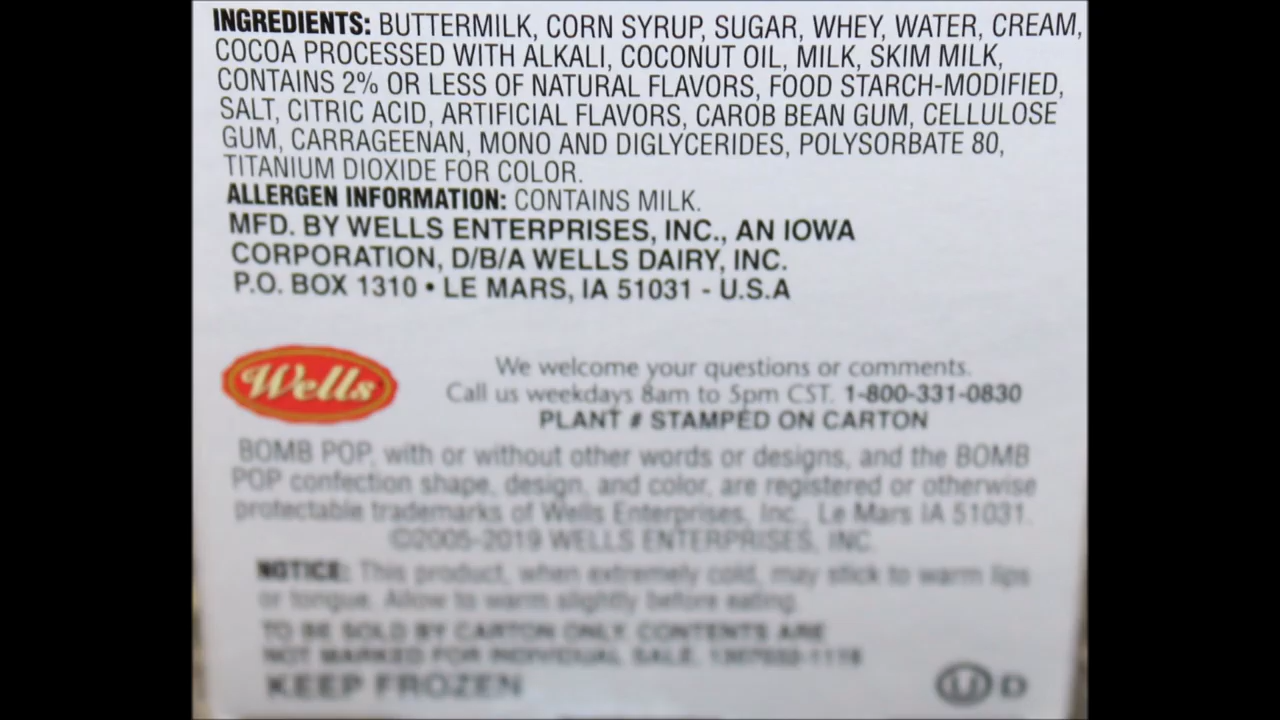 INGREDIENTS: BUTTERMILK, CORN SYRUP, SUGAR, WHEY, WATER, CREAM,
COCOA PROCESSED WITH ALKALI, COCONUT OIL, MILK, SKIM MILK,
CONTAINS 2% OR LESS OF NATURAL FLAVORS, FOOD STARCH-MODIFIED,
SALT, CITRIC ACID, ARTIFICIAL FLAVORS, CAROB BEAN GUM, CELLULOSE
GUM, CARRAGEENAN, MONO AND DIGLYCERIDES, POLYSORBATE 80,
TITANIUM DIOXIDE FOR COLOR.
ALLERGEN INFORMATION: CONTAINS MILK.
MFD. BY WELLS ENTERPRISES, INC., AN IOWA
CORPORATION, D/B/A WELLS DAIRY, INC.
P.O. BOX 1310 • LE MARS, IA 51031 - U.S.A
Wells
We welcome your questions or comments.
Call us weekdays 8am to 5pm CST. 1-800-331-0830
PLANT # STAMPED ON CARTON
BOMB POP, with or without other words or designs, and the BOMB
POP confection shape, design, and color, are registered or otherwise
protectable trademarks of Wells Enterprises, Inc., Le Mars IA 51031.
©2005-2019 WELLS ENTERPRISES, INC.
NOTICE: This product, when extremely cold, may stick to warm lips
or tongue. Allow to warm slightly before eating.
TO BE SOLD BY CARTON ONLY. CONTENTS ARE
NOT MARKED FOR INDIVIDUAL SALE.
KEEP FROZEN
U D